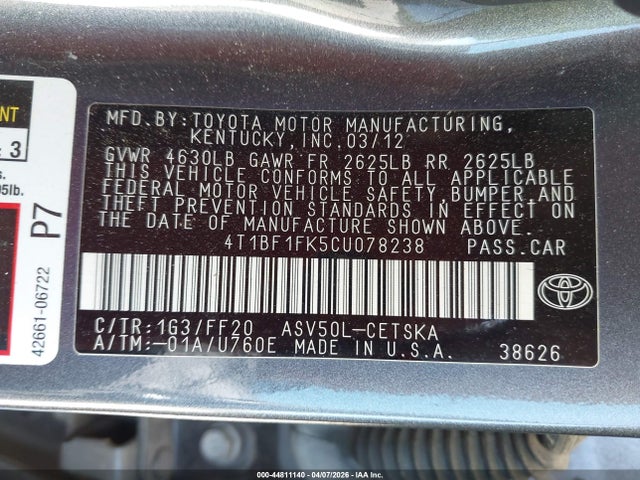 MFD.BY:TOYOTA MOTOR MANUFACTURING,
KENTUCKY, INC.03/12
GVWR 4630LB GAWR FR 2625LB RR 2625LB
THIS VEHICLE CONFORMS TO ALL APPLICABLE
FEDERAL MOTOR VEHICLE SAFETY,BUMPER,AND
THEFT PREVENTION STANDARDS IN EFFECT ON
THE DATE OF MANUFACTURE SHOWN ABOVE.
4T1BF1FK5CU078238 PASS.CAR
C/TR:1G3/FF20 ASV50L-CETSKA
A/TM:-01A/U760E MADE IN U.S.A. 38626
3
P7
42661-06722
000-44811140 - 04/07/2026 - IAA Inc.